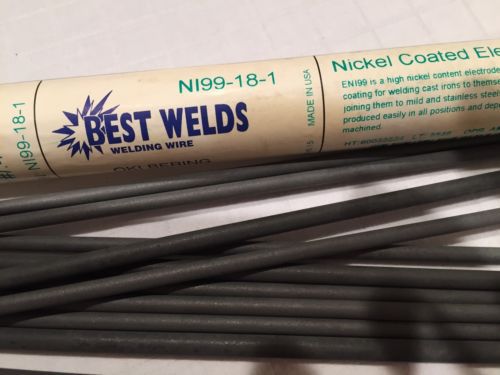 #:1
NI99-18-1
NI99-18-1
BEST WELDS
WELDING WIRE
MADE IN USA
Nickel Coated Ele
ENI99 is a high nickel content electrode
coating for welding cast irons to themse
joining them to mild and stainless steel
produced easily in all positions and dep
machined.